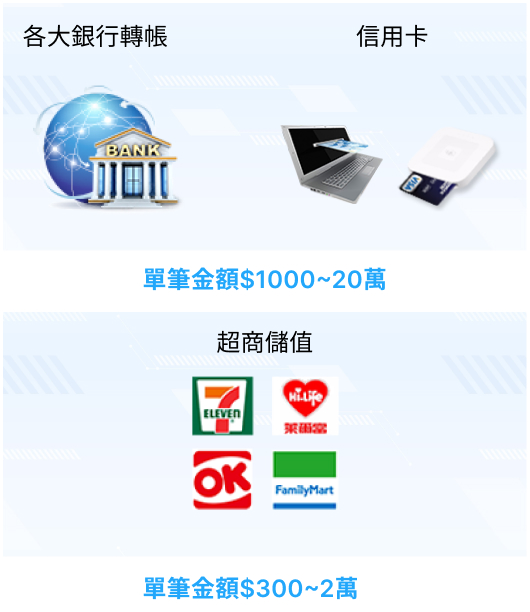 各大銀行轉帳
信用卡
BANK
VISA
單筆金額$1000~20萬
超商儲值
7
ELEVEN
Hi-Life
萊爾富
OK
FamilyMart
單筆金額$300~2萬